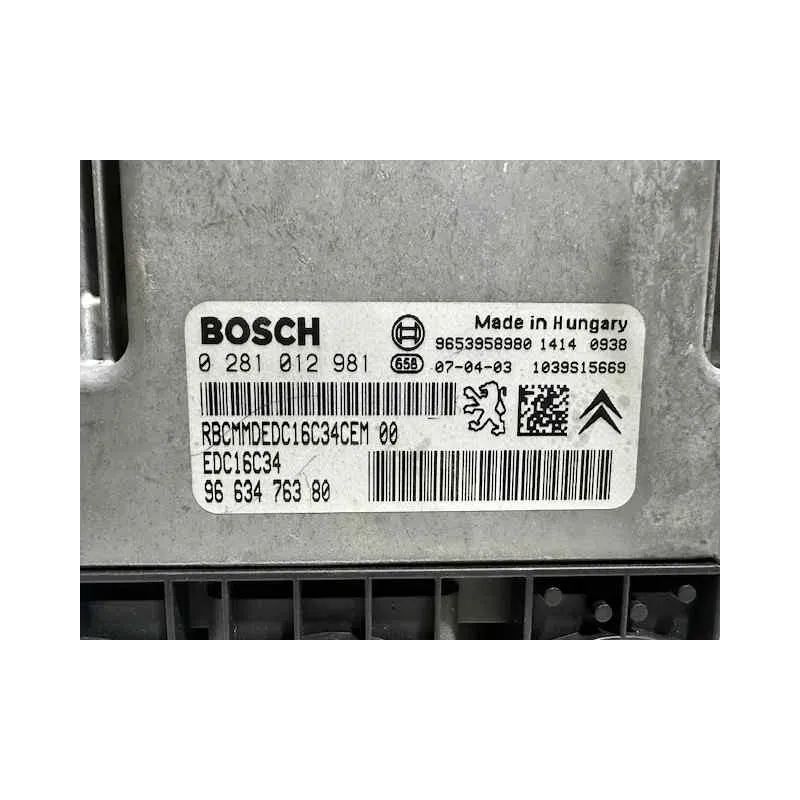 BOSCH
Made in Hungary
9653958980 1414 0938
0 281 012 981
658
07-04-03 1039S15669
RBCMMDEDC16C34CEM 00
EDC16C34
96 634 763 80